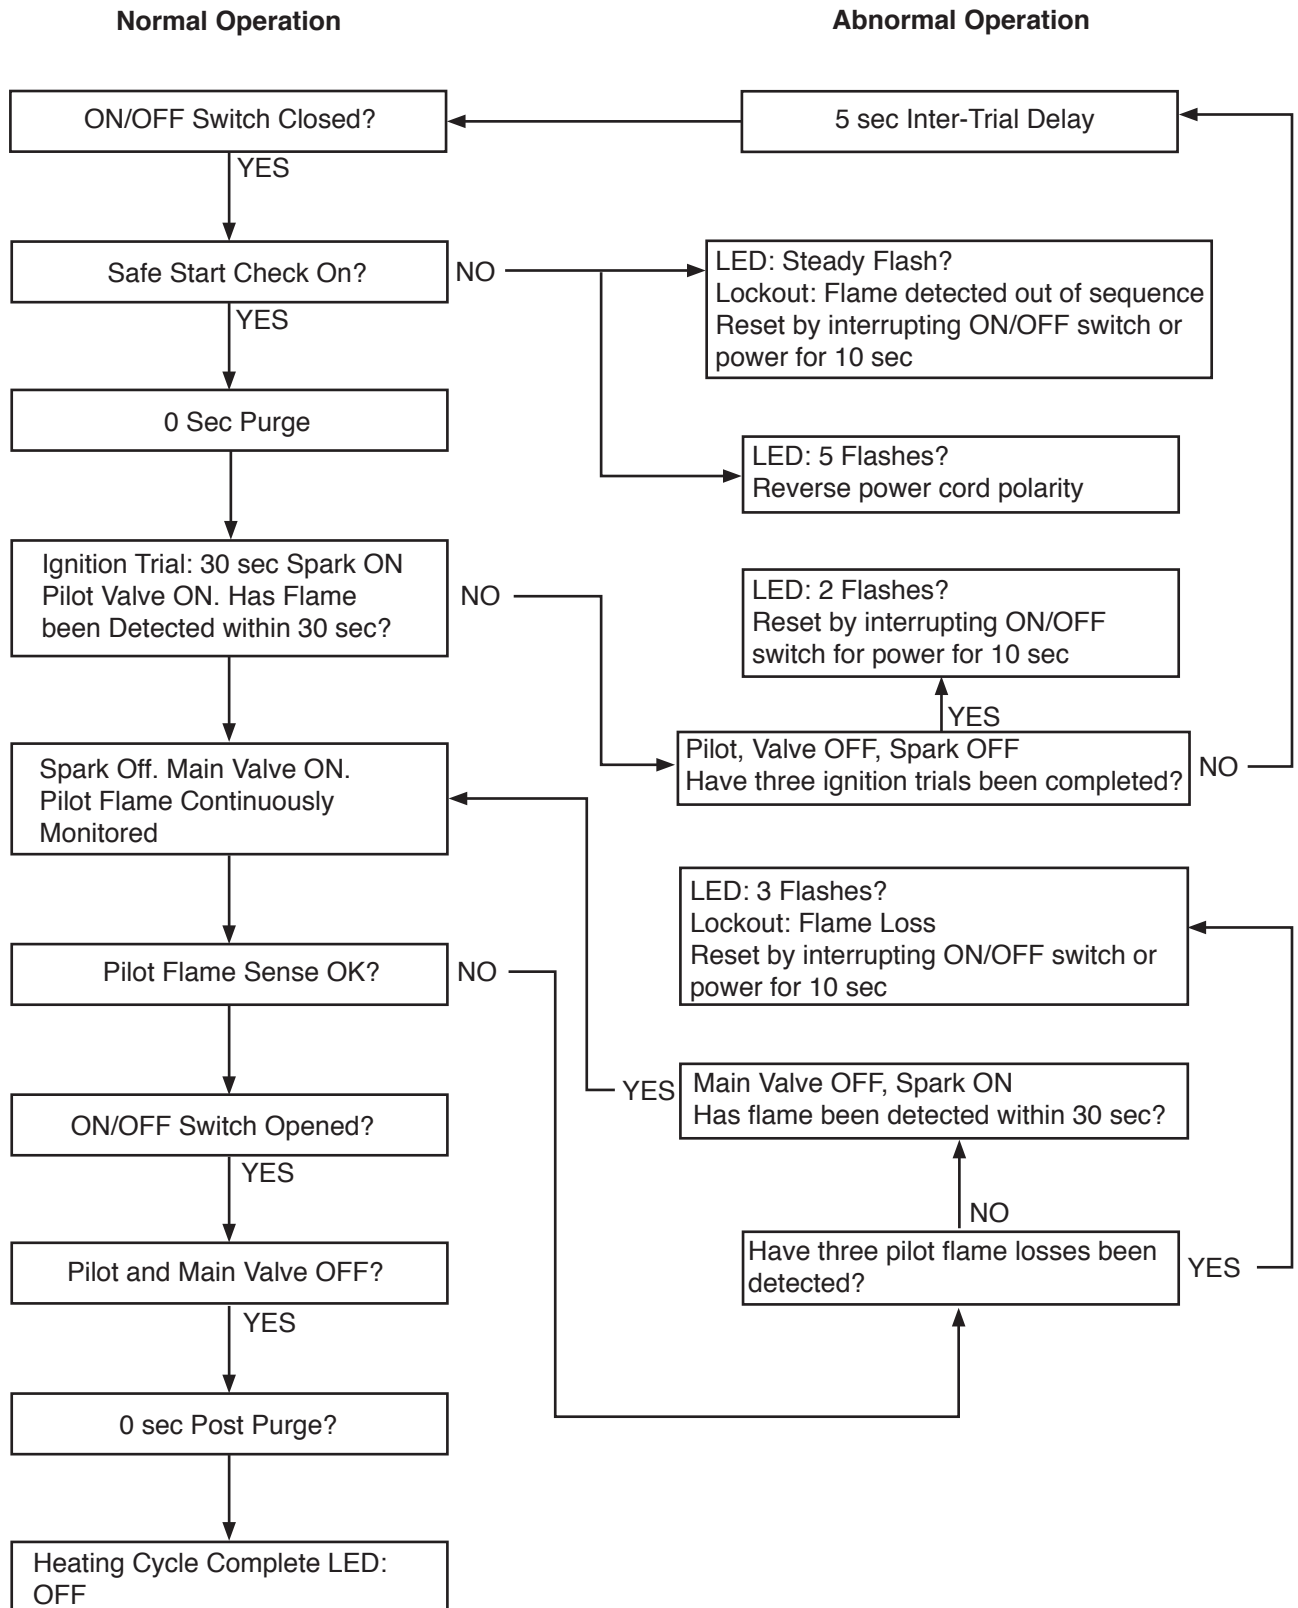 Normal Operation
Abnormal Operation
ON/OFF Switch Closed?
5 sec Inter-Trial Delay
YES
Safe Start Check On?
NO
LED: Steady Flash?
Lockout: Flame detected out of sequence
Reset by interrupting ON/OFF switch or
power for 10 sec
YES
0 Sec Purge
LED: 5 Flashes?
Reverse power cord polarity
Ignition Trial: 30 sec Spark ON
Pilot Valve ON. Has Flame
been Detected within 30 sec?
NO
LED: 2 Flashes?
Reset by interrupting ON/OFF
switch for power for 10 sec
YES
Pilot, Valve OFF, Spark OFF
Have three ignition trials been completed?
NO
Spark Off. Main Valve ON.
Pilot Flame Continuously
Monitored
LED: 3 Flashes?
Lockout: Flame Loss
Reset by interrupting ON/OFF switch or
power for 10 sec
Pilot Flame Sense OK?
NO
YES
Main Valve OFF, Spark ON
Has flame been detected within 30 sec?
ON/OFF Switch Opened?
YES
NO
Have three pilot flame losses been
detected?
YES
Pilot and Main Valve OFF?
YES
0 sec Post Purge?
Heating Cycle Complete LED:
OFF